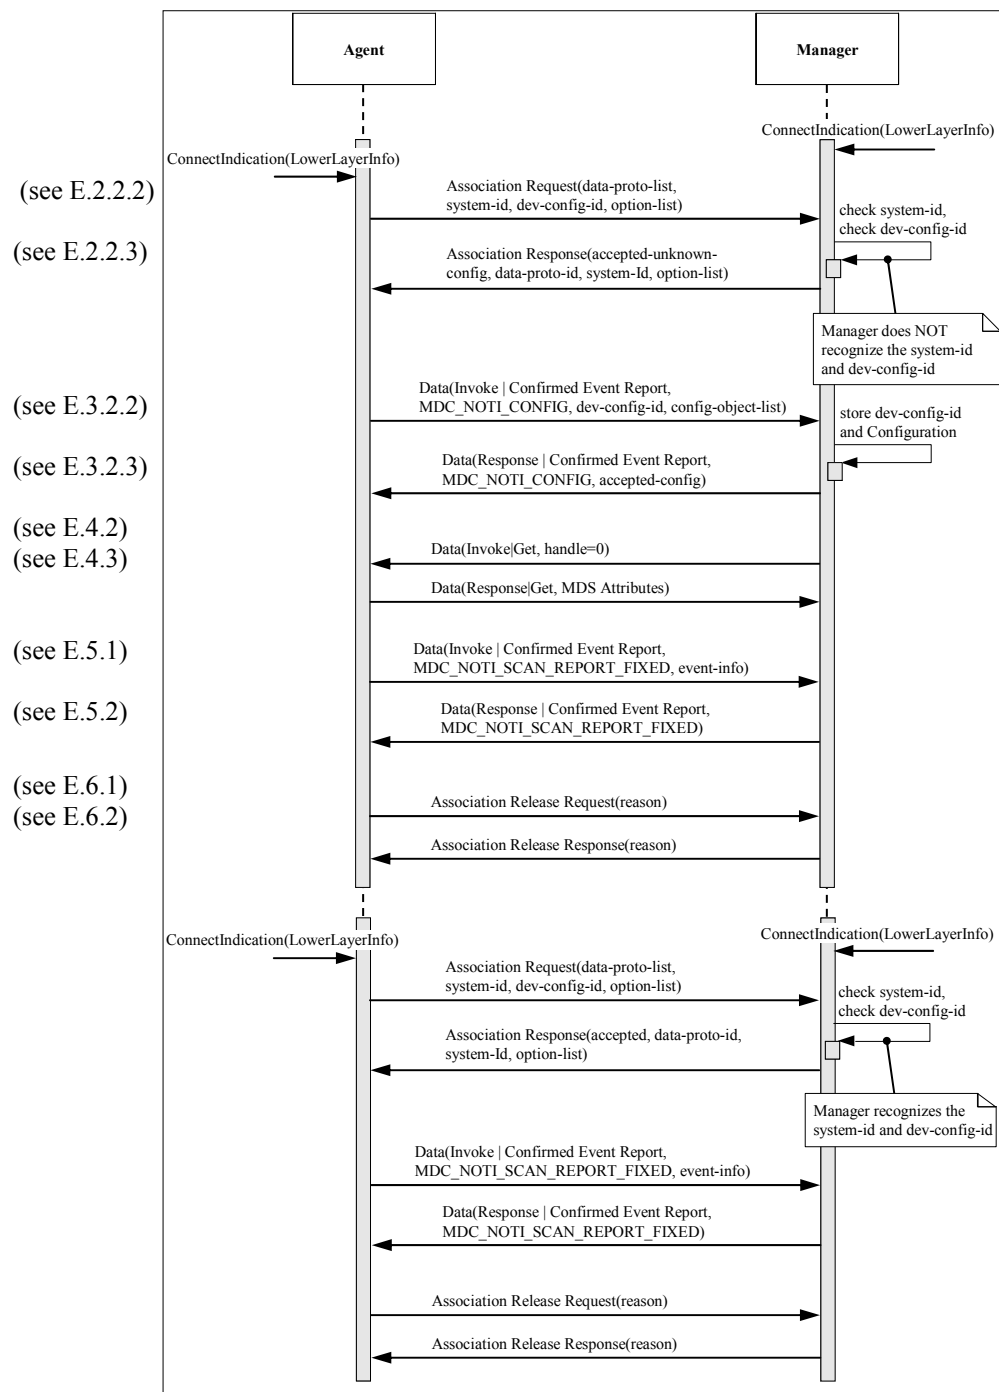 Agent
Manager
ConnectIndication(LowerLayerInfo)
ConnectIndication(LowerLayerInfo)
(see E.2.2.2)
Association Request(data-proto-list,
system-id, dev-config-id, option-list)
check system-id,
check dev-config-id
(see E.2.2.3)
Association Response(accepted-unknown-
config, data-proto-id, system-Id, option-list)
Manager does NOT
recognize the system-id
and dev-config-id
(see E.3.2.2)
Data(Invoke | Confirmed Event Report,
MDC_NOTI_CONFIG, dev-config-id, config-object-list)
store dev-config-id
and Configuration
(see E.3.2.3)
Data(Response | Confirmed Event Report,
MDC_NOTI_CONFIG, accepted-config)
(see E.4.2)
(see E.4.3)
Data(Invoke|Get, handle=0)
Data(Response|Get, MDS Attributes)
(see E.5.1)
Data(Invoke | Confirmed Event Report,
MDC_NOTI_SCAN_REPORT_FIXED, event-info)
(see E.5.2)
Data(Response | Confirmed Event Report,
MDC_NOTI_SCAN_REPORT_FIXED)
(see E.6.1)
(see E.6.2)
Association Release Request(reason)
Association Release Response(reason)
ConnectIndication(LowerLayerInfo)
ConnectIndication(LowerLayerInfo)
Association Request(data-proto-list,
system-id, dev-config-id, option-list)
check system-id,
check dev-config-id
Association Response(accepted, data-proto-id,
system-Id, option-list)
Manager recognizes the
system-id and dev-config-id
Data(Invoke | Confirmed Event Report,
MDC_NOTI_SCAN_REPORT_FIXED, event-info)
Data(Response | Confirmed Event Report,
MDC_NOTI_SCAN_REPORT_FIXED)
Association Release Request(reason)
Association Release Response(reason)